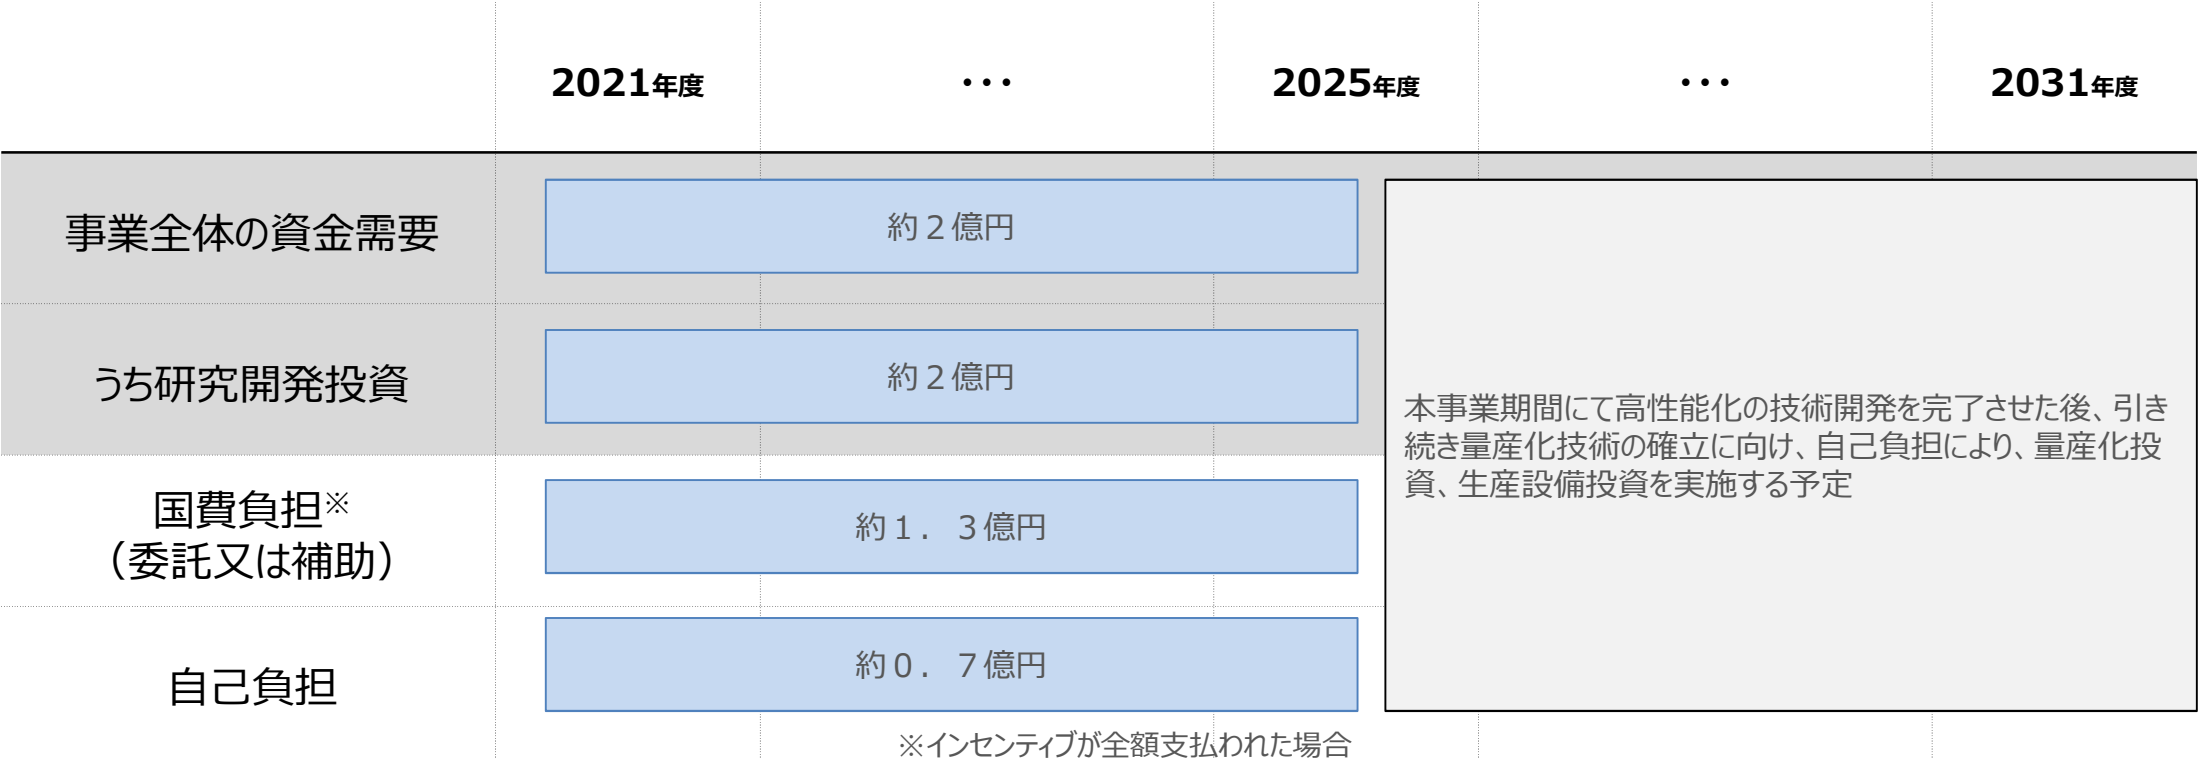 2021年度 ・・・ 2025年度 ・・・ 2031年度
事業全体の資金需要
約２億円
うち研究開発投資
約２億円
国費負担※
（委託又は補助）
約１．３億円
自己負担
約０．７億円
本事業期間にて高性能化の技術開発を完了させた後、引き
続き量産化技術の確立に向け、自己負担により、量産化投
資、生産設備投資を実施する予定
※インセンティブが全額支払われた場合